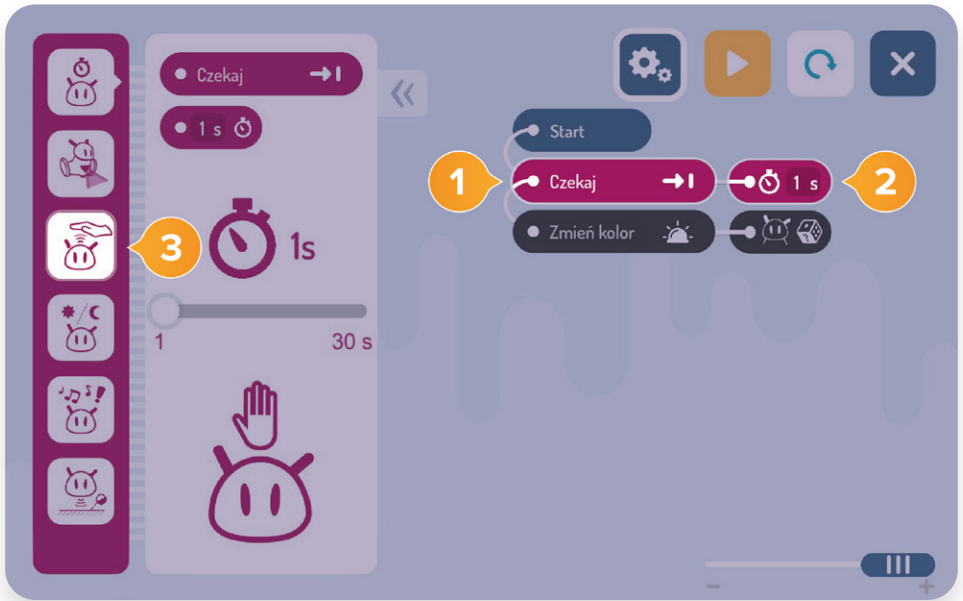 Czekaj
1 s
1s
1
30 s
Start
1
Czekaj
1 s
2
Zmień kolor
3
− +